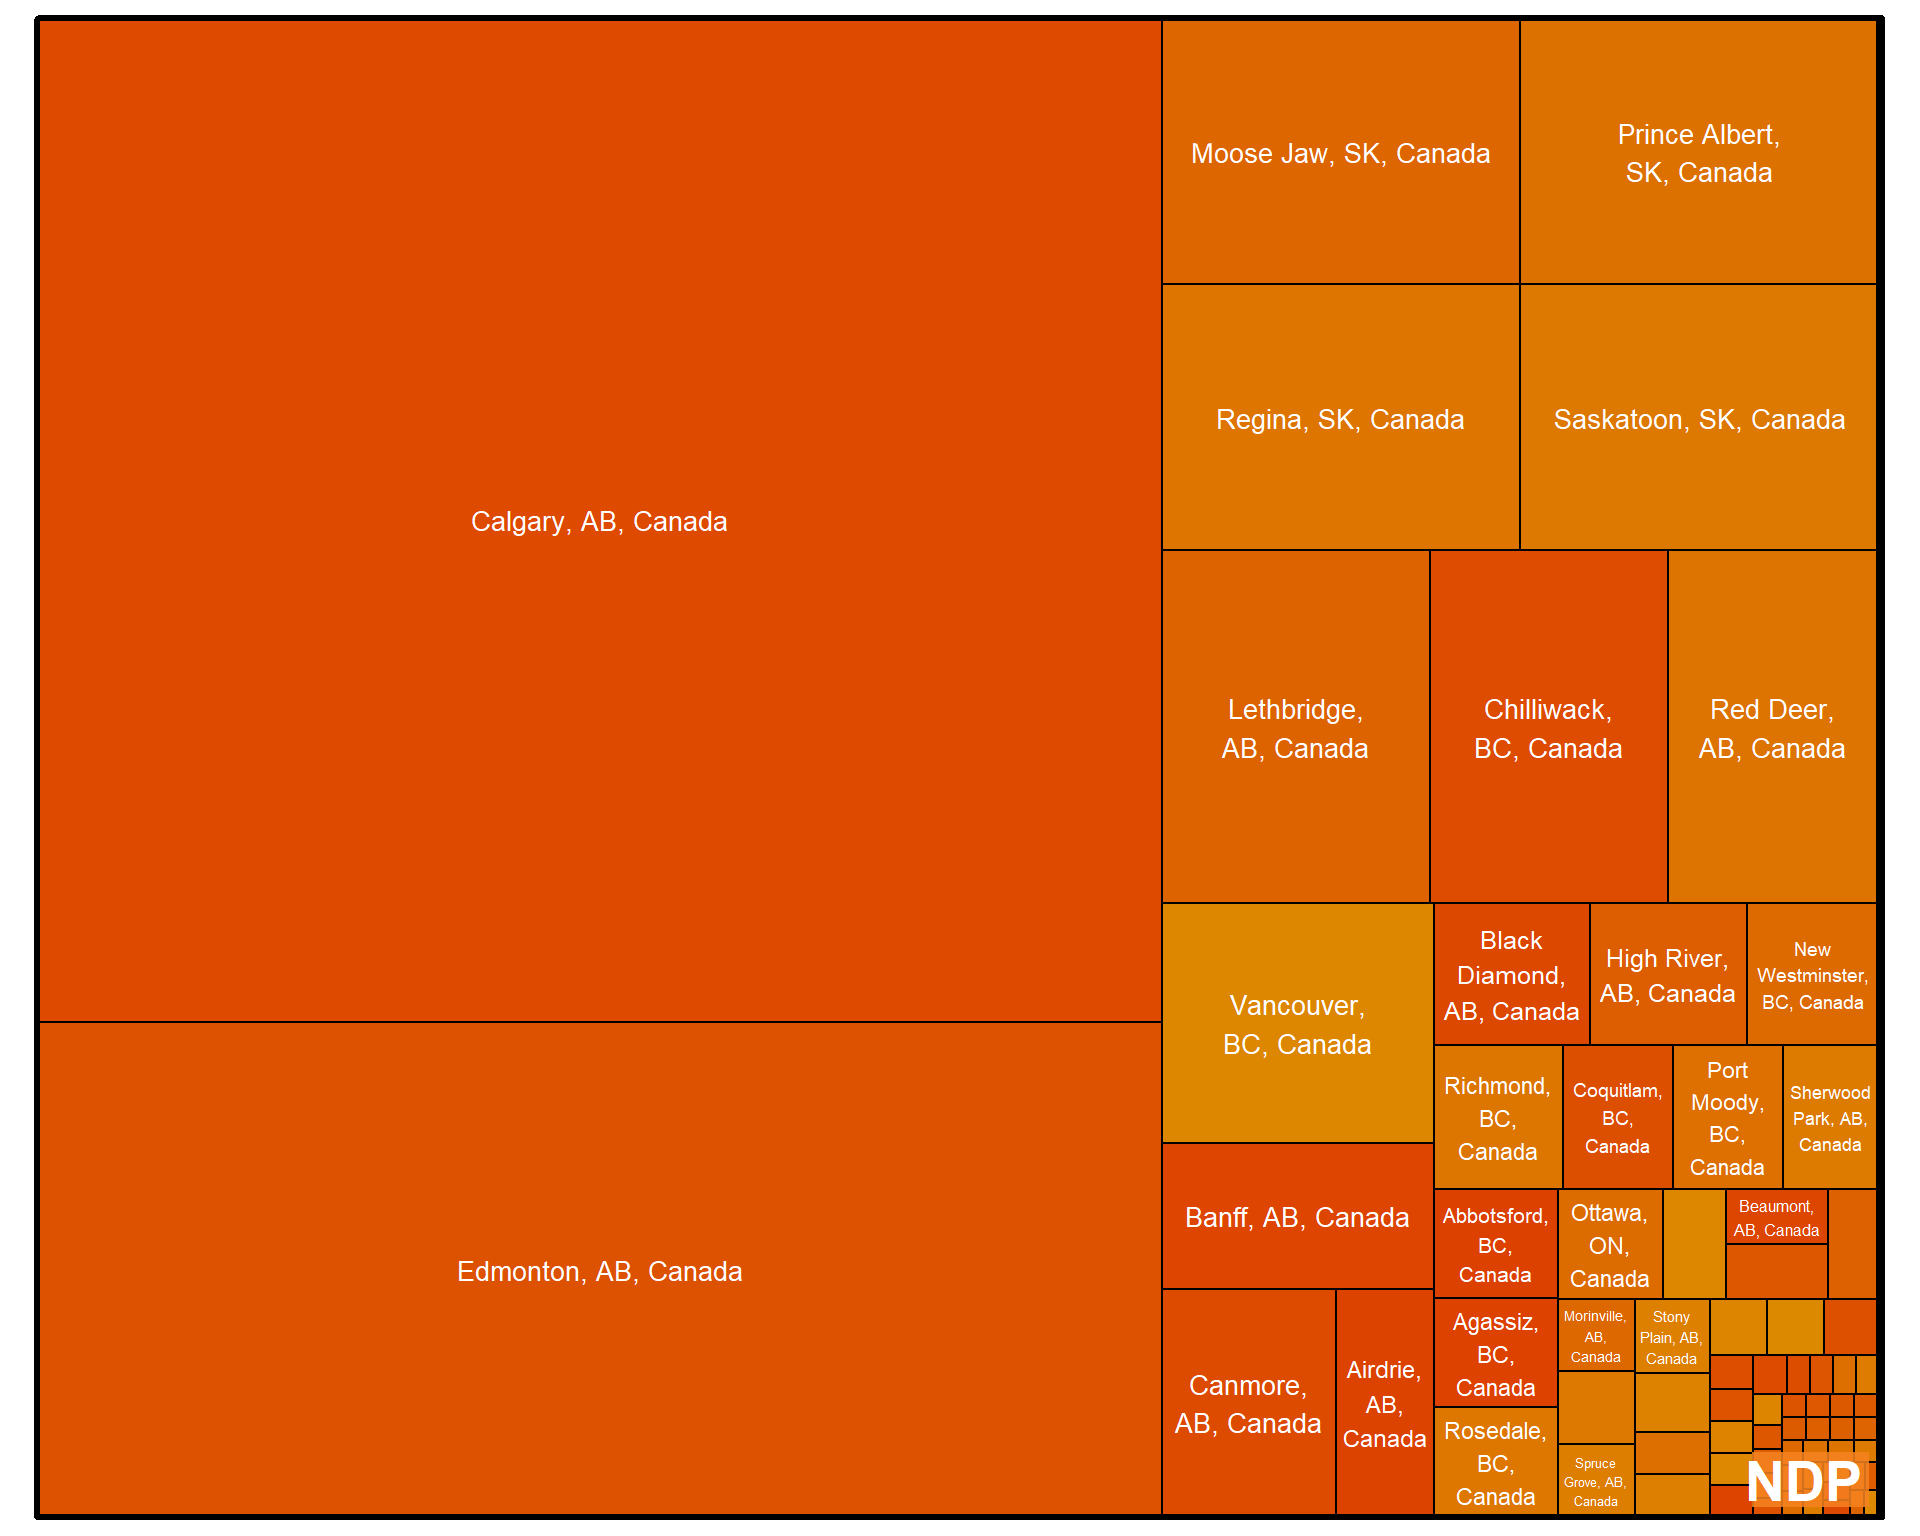 Calgary, AB, Canada
Edmonton, AB, Canada
Moose Jaw, SK, Canada
Prince Albert,
SK, Canada
Regina, SK, Canada
Saskatoon, SK, Canada
Lethbridge,
AB, Canada
Chilliwack,
BC, Canada
Red Deer,
AB, Canada
Vancouver,
BC, Canada
Banff, AB, Canada
Canmore,
AB, Canada
Airdrie,
AB,
Canada
Black
Diamond,
AB, Canada
High River,
AB, Canada
New
Westminster,
BC, Canada
Richmond,
BC,
Canada
Coquitlam,
BC,
Canada
Port
Moody,
BC,
Canada
Sherwood
Park, AB,
Canada
Abbotsford,
BC,
Canada
Agassiz,
BC,
Canada
Rosedale,
BC,
Canada
Ottawa,
ON,
Canada
Beaumont,
AB, Canada
Morinville,
AB,
Canada
Stony
Plain, AB,
Canada
Spruce
Grove, AB,
Canada
NDP